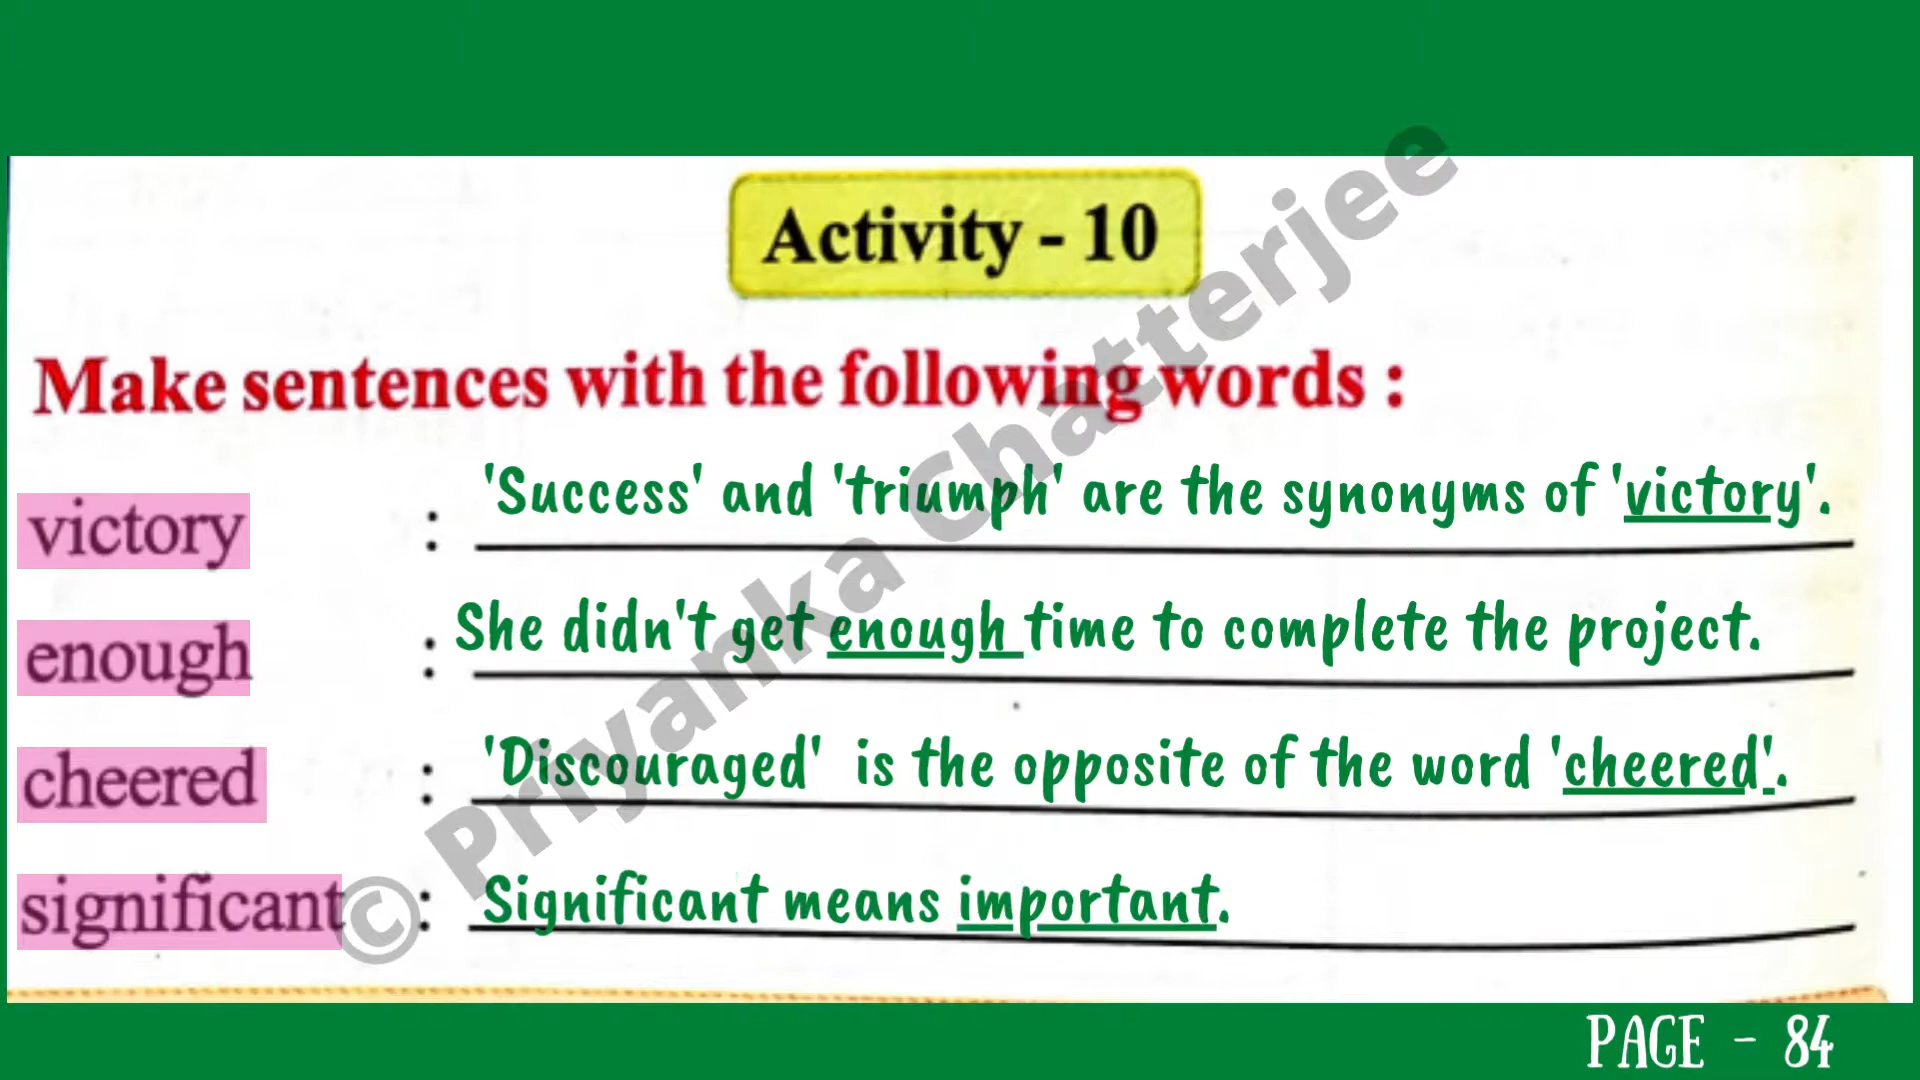 Activity - 10
Make sentences with the following words :
victory : 'Success' and 'triumph' are the synonyms of 'victory'.
enough : She didn't get enough time to complete the project.
cheered : 'Discouraged' is the opposite of the word 'cheered'.
significant : Significant means important.
© Priyanka Chatterjee
PAGE - 84